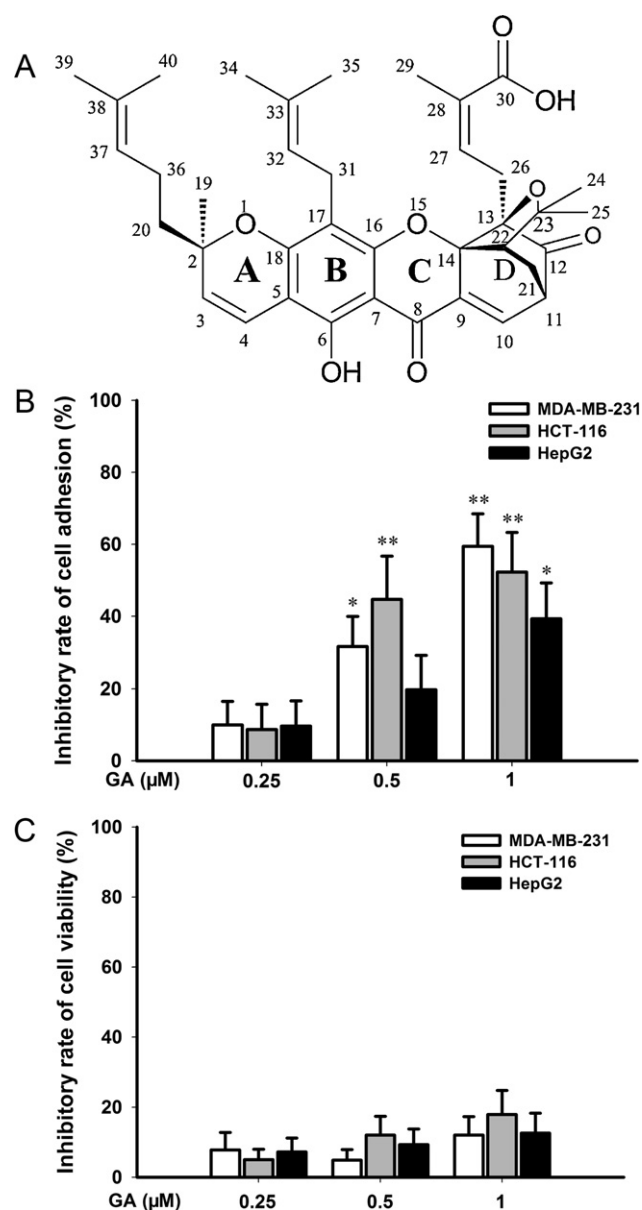 A
39
40
34
35
29
O
30
OH
38
33
28
37
32
27
36
31
26
19
20
1
O
17
16
15
O
13
O
24
25
23
22
O
12
2
A
18
B
14
C
D
21
3
4
5
6
7
8
9
10
11
OH
O
B
Inhibitory rate of cell adhesion (%)
100
80
60
40
20
0
MDA-MB-231
HCT-116
HepG2
*
**
**
**
*
GA (μM)
0.25
0.5
1
C
Inhibitory rate of cell viability (%)
100
80
60
40
20
0
MDA-MB-231
HCT-116
HepG2
GA (μM)
0.25
0.5
1